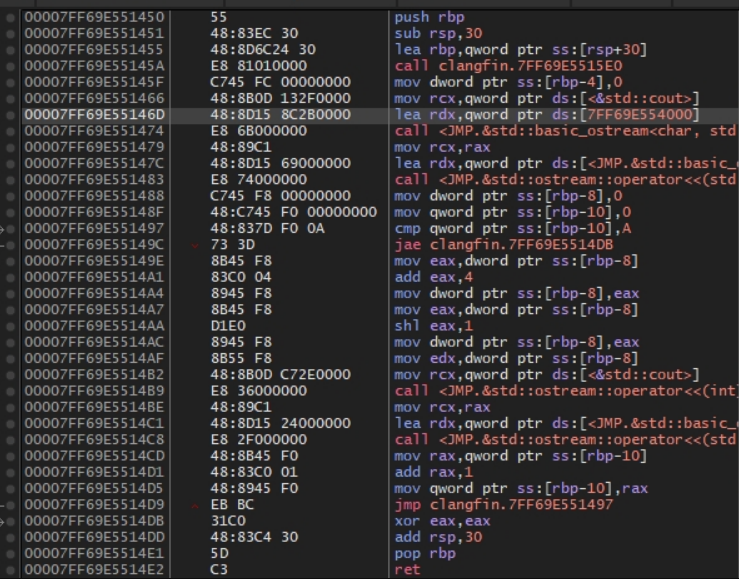 00007FF69E551450 55 push rbp
00007FF69E551451 48:83EC 30 sub rsp,30
00007FF69E551455 48:8D6C24 30 lea rbp,qword ptr ss:[rsp+30]
00007FF69E55145A E8 81010000 call clangfin.7FF69E5515E0
00007FF69E55145F C745 FC 00000000 mov dword ptr ss:[rbp-4],0
00007FF69E551466 48:8B0D 132F0000 mov rcx,qword ptr ds:[<&std::cout>]
00007FF69E55146D 48:8D15 8C2B0000 lea rdx,qword ptr ds:[7FF69E554000]
00007FF69E551474 E8 6B000000 call <JMP.&std::basic_ostream<char, std
00007FF69E551479 48:89C1 mov rcx,rax
00007FF69E55147C 48:8D15 69000000 lea rdx,qword ptr ds:[<JMP.&std::basic_
00007FF69E551483 E8 74000000 call <JMP.&std::ostream::operator<<(std
00007FF69E551488 C745 F8 00000000 mov dword ptr ss:[rbp-8],0
00007FF69E55148F 48:C745 F0 00000000 mov qword ptr ss:[rbp-10],0
00007FF69E551497 48:837D F0 0A cmp qword ptr ss:[rbp-10],A
00007FF69E55149C 73 3D jae clangfin.7FF69E5514DB
00007FF69E55149E 8B45 F8 mov eax,dword ptr ss:[rbp-8]
00007FF69E5514A1 83C0 04 add eax,4
00007FF69E5514A4 8945 F8 mov dword ptr ss:[rbp-8],eax
00007FF69E5514A7 8B45 F8 mov eax,dword ptr ss:[rbp-8]
00007FF69E5514AA D1E0 shl eax,1
00007FF69E5514AC 8945 F8 mov dword ptr ss:[rbp-8],eax
00007FF69E5514AF 8B55 F8 mov edx,dword ptr ss:[rbp-8]
00007FF69E5514B2 48:8B0D C72E0000 mov rcx,qword ptr ds:[<&std::cout>]
00007FF69E5514B9 E8 36000000 call <JMP.&std::ostream::operator<<(int)
00007FF69E5514BE 48:89C1 mov rcx,rax
00007FF69E5514C1 48:8D15 24000000 lea rdx,qword ptr ds:[<JMP.&std::basic_
00007FF69E5514C8 E8 2F000000 call <JMP.&std::ostream::operator<<(std
00007FF69E5514CD 48:8B45 F0 mov rax,qword ptr ss:[rbp-10]
00007FF69E5514D1 48:83C0 01 add rax,1
00007FF69E5514D5 48:8945 F0 mov qword ptr ss:[rbp-10],rax
00007FF69E5514D9 EB BC jmp clangfin.7FF69E551497
00007FF69E5514DB 31C0 xor eax,eax
00007FF69E5514DD 48:83C4 30 add rsp,30
00007FF69E5514E1 5D pop rbp
00007FF69E5514E2 C3 ret